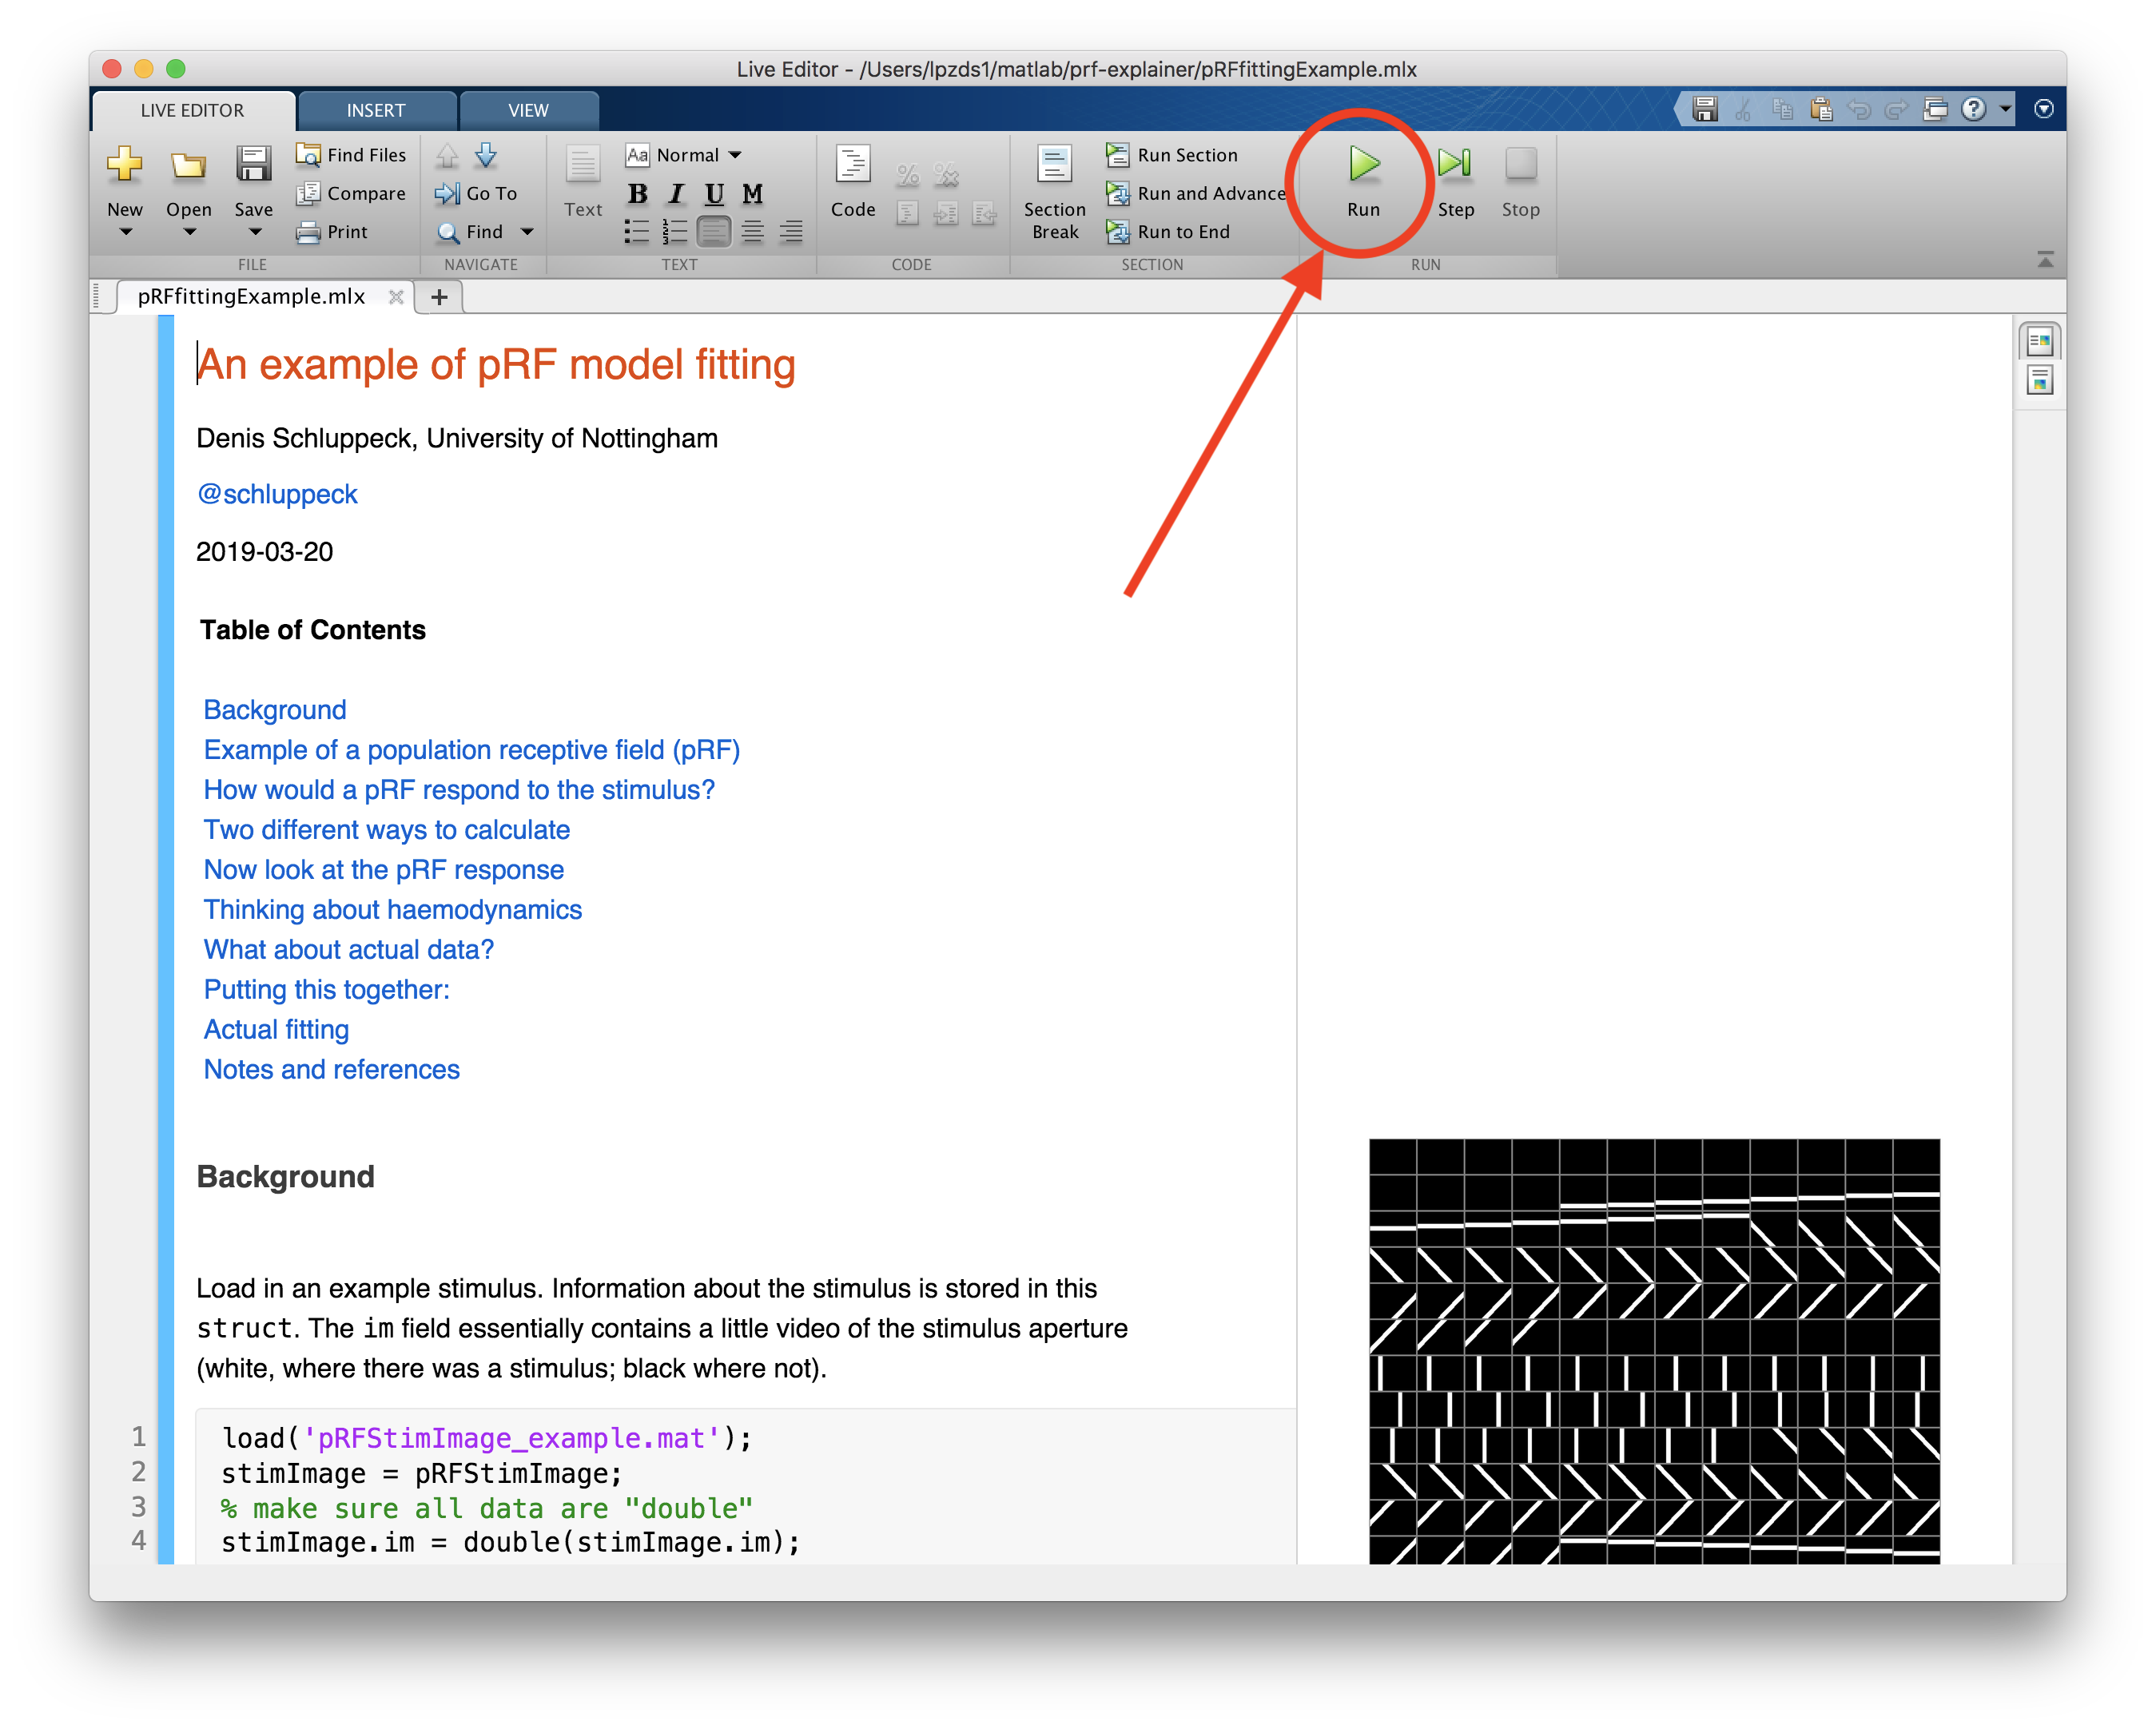 Live Editor - /Users/lpzds1/matlab/prf-explainer/pRFfittingExample.mlx
LIVE EDITOR INSERT VIEW
New Open Save Find Files Compare Print
FILE
Go To Find
NAVIGATE
Text Aa Normal B I U M
TEXT
Code
CODE
Section Break Run Section Run and Advance Run to End
SECTION
Run Step Stop
RUN
pRFfittingExample.mlx
An example of pRF model fitting
Denis Schluppeck, University of Nottingham
@schluppeck
2019-03-20
Table of Contents
Background
Example of a population receptive field (pRF)
How would a pRF respond to the stimulus?
Two different ways to calculate
Now look at the pRF response
Thinking about haemodynamics
What about actual data?
Putting this together:
Actual fitting
Notes and references
Background
Load in an example stimulus. Information about the stimulus is stored in this
struct. The im field essentially contains a little video of the stimulus aperture
(white, where there was a stimulus; black where not).
1 load('pRFStimImage_example.mat');
2 stimImage = pRFStimImage;
3 % make sure all data are "double"
4 stimImage.im = double(stimImage.im);